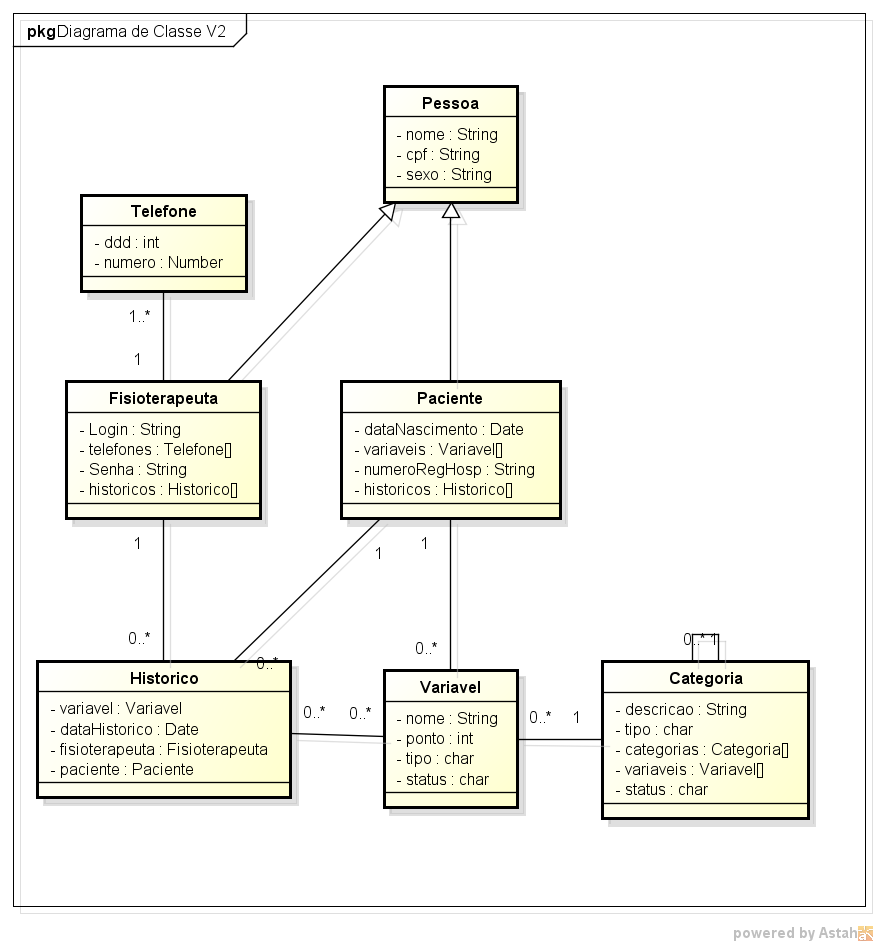 pkg Diagrama de Classe V2
Pessoa
- nome : String
- cpf : String
- sexo : String
Telefone
- ddd : int
- numero : Number
1..*
1
Fisioterapeuta
- Login : String
- telefones : Telefone[]
- Senha : String
- historicos : Historico[]
Paciente
- dataNascimento : Date
- variaveis : Variavel[]
- numeroRegHosp : String
- historicos : Historico[]
1
1
1
0..*
0..*
0..*
0..* 1
Historico
- variavel : Variavel
- dataHistorico : Date
- fisioterapeuta : Fisioterapeuta
- paciente : Paciente
0..*
0..*
Variavel
- nome : String
- ponto : int
- tipo : char
- status : char
0..*
1
Categoria
- descricao : String
- tipo : char
- categorias : Categoria[]
- variaveis : Variavel[]
- status : char
powered by Astah